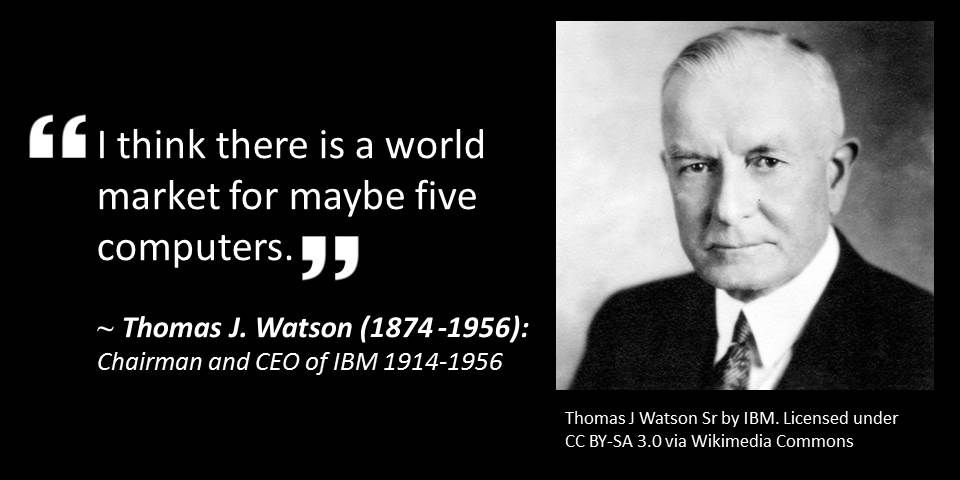 “I think there is a world
market for maybe five
computers.”
~ Thomas J. Watson (1874 -1956):
Chairman and CEO of IBM 1914-1956
Thomas J Watson Sr by IBM. Licensed under
CC BY-SA 3.0 via Wikimedia Commons